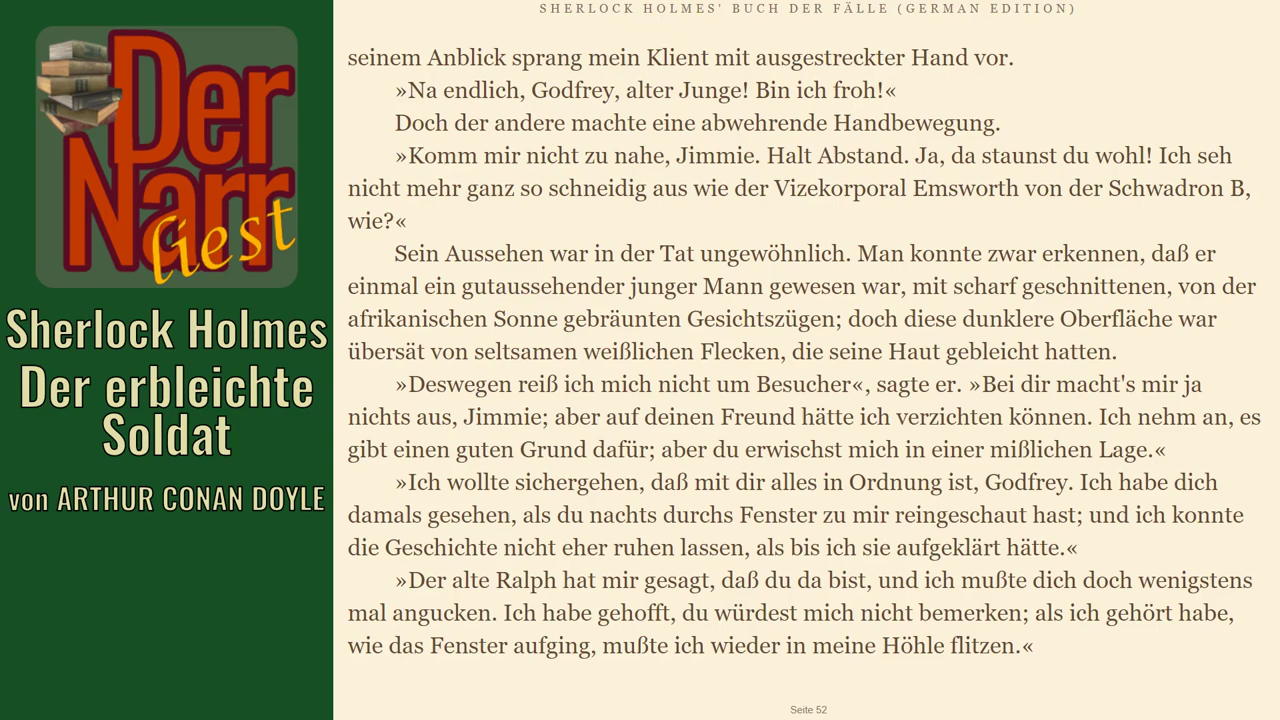 Der
Narr
liest
Sherlock Holmes
Der erbleichte
Soldat
von ARTHUR CONAN DOYLE
SHERLOCK HOLMES' BUCH DER FÄLLE (GERMAN EDITION)
seinem Anblick sprang mein Klient mit ausgestreckter Hand vor.
»Na endlich, Godfrey, alter Junge! Bin ich froh!«
Doch der andere machte eine abwehrende Handbewegung.
»Komm mir nicht zu nahe, Jimmie. Halt Abstand. Ja, da staunst du wohl! Ich seh
nicht mehr ganz so schneidig aus wie der Vizekorporal Emsworth von der Schwadron B,
wie?«
Sein Aussehen war in der Tat ungewöhnlich. Man konnte zwar erkennen, daß er
einmal ein gutaussehender junger Mann gewesen war, mit scharf geschnittenen, von der
afrikanischen Sonne gebräunten Gesichtszügen; doch diese dunklere Oberfläche war
übersät von seltsamen weißlichen Flecken, die seine Haut gebleicht hatten.
»Deswegen reiß ich mich nicht um Besucher«, sagte er. »Bei dir macht's mir ja
nichts aus, Jimmie; aber auf deinen Freund hätte ich verzichten können. Ich nehm an, es
gibt einen guten Grund dafür; aber du erwischst mich in einer mißlichen Lage.«
»Ich wollte sichergehen, daß mit dir alles in Ordnung ist, Godfrey. Ich habe dich
damals gesehen, als du nachts durchs Fenster zu mir reingeschaut hast; und ich konnte
die Geschichte nicht eher ruhen lassen, als bis ich sie aufgeklärt hätte.«
»Der alte Ralph hat mir gesagt, daß du da bist, und ich mußte dich doch wenigstens
mal angucken. Ich habe gehofft, du würdest mich nicht bemerken; als ich gehört habe,
wie das Fenster aufging, mußte ich wieder in meine Höhle flitzen.«
Seite 52